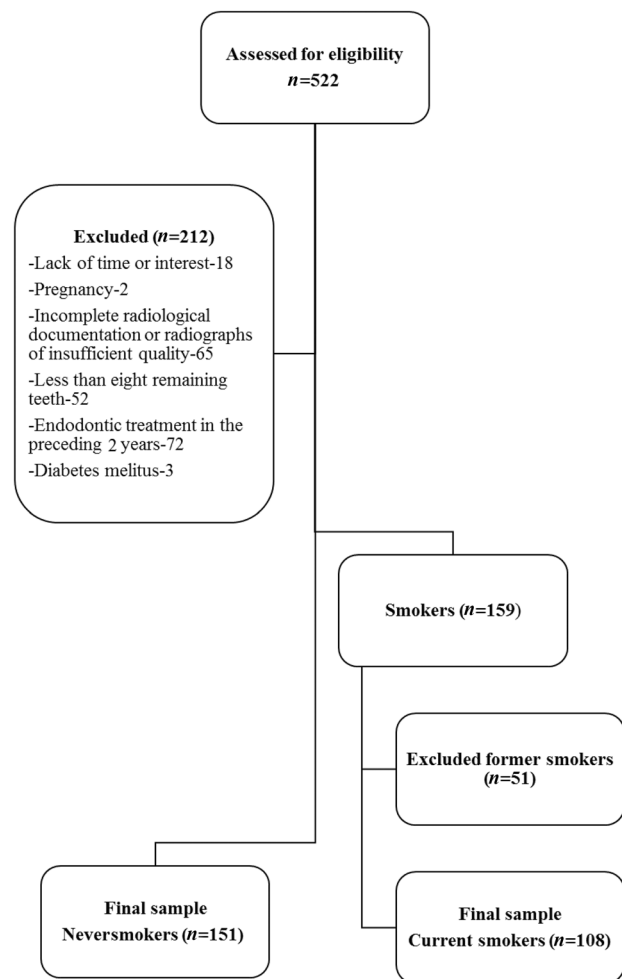 Assessed for eligibility
n=522
Excluded (n=212)
-Lack of time or interest-18
-Pregnancy-2
-Incomplete radiological
documentation or radiographs
of insufficient quality-65
-Less than eight remaining
teeth-52
-Endodontic treatment in the
preceding 2 years-72
-Diabetes melitus-3
Smokers (n=159)
Excluded former smokers
(n=51)
Final sample
Neversmokers (n=151)
Final sample
Current smokers (n=108)